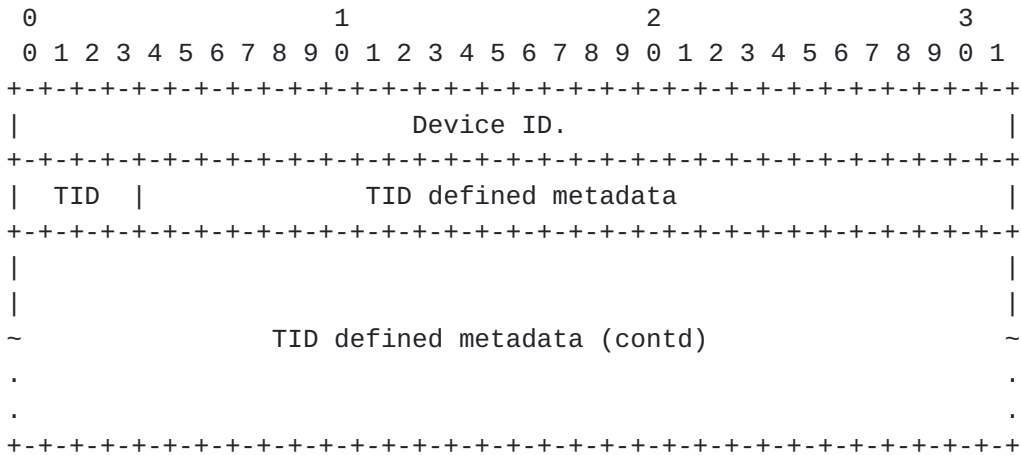 0                   1                   2                   3
 0 1 2 3 4 5 6 7 8 9 0 1 2 3 4 5 6 7 8 9 0 1 2 3 4 5 6 7 8 9 0 1
+-+-+-+-+-+-+-+-+-+-+-+-+-+-+-+-+-+-+-+-+-+-+-+-+-+-+-+-+-+-+-+-+
|                         Device ID.                            |
+-+-+-+-+-+-+-+-+-+-+-+-+-+-+-+-+-+-+-+-+-+-+-+-+-+-+-+-+-+-+-+-+
|  TID  |              TID defined metadata                     |
+-+-+-+-+-+-+-+-+-+-+-+-+-+-+-+-+-+-+-+-+-+-+-+-+-+-+-+-+-+-+-+-+
|                                                               |
|                                                               |
~                TID defined metadata (contd)                   ~
.                                                               .
.                                                               .
+-+-+-+-+-+-+-+-+-+-+-+-+-+-+-+-+-+-+-+-+-+-+-+-+-+-+-+-+-+-+-+-+